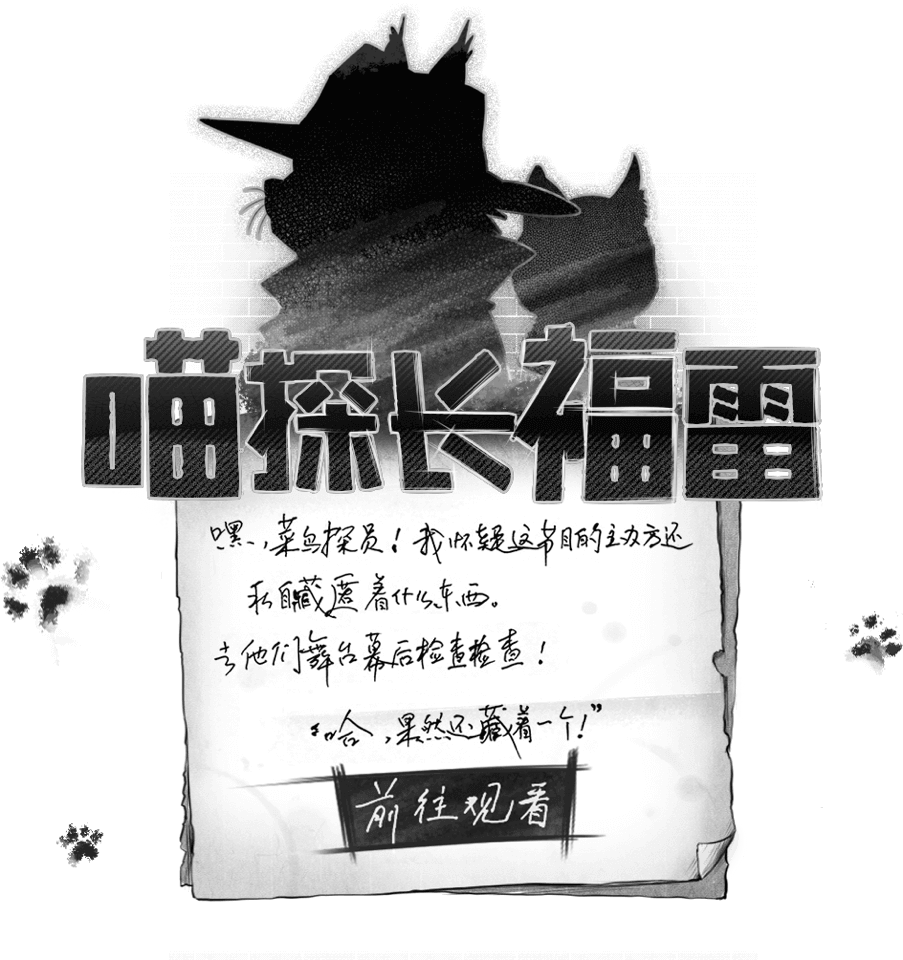 喵探长福雷
嘿，菜鸟探员！我怀疑这节目的主办方还
私自藏匿着什么东西。
去他们舞台幕后检查检查！
“哈，果然还藏着一个！”
前往观看